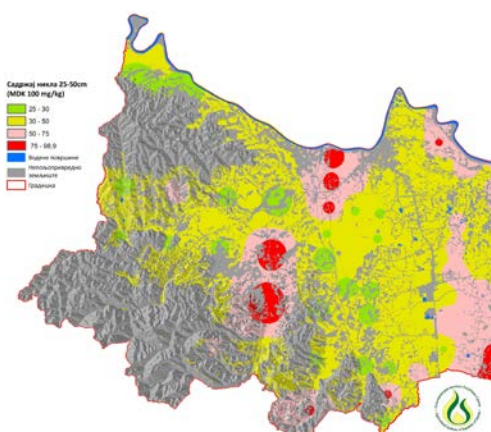 Садржај никла 25-50cm
(MDK 100 mg/kg)
25 - 30
30 - 50
50 - 75
75 - 98,9
Водене површине
Непољопривредно
земљиште
Градишка